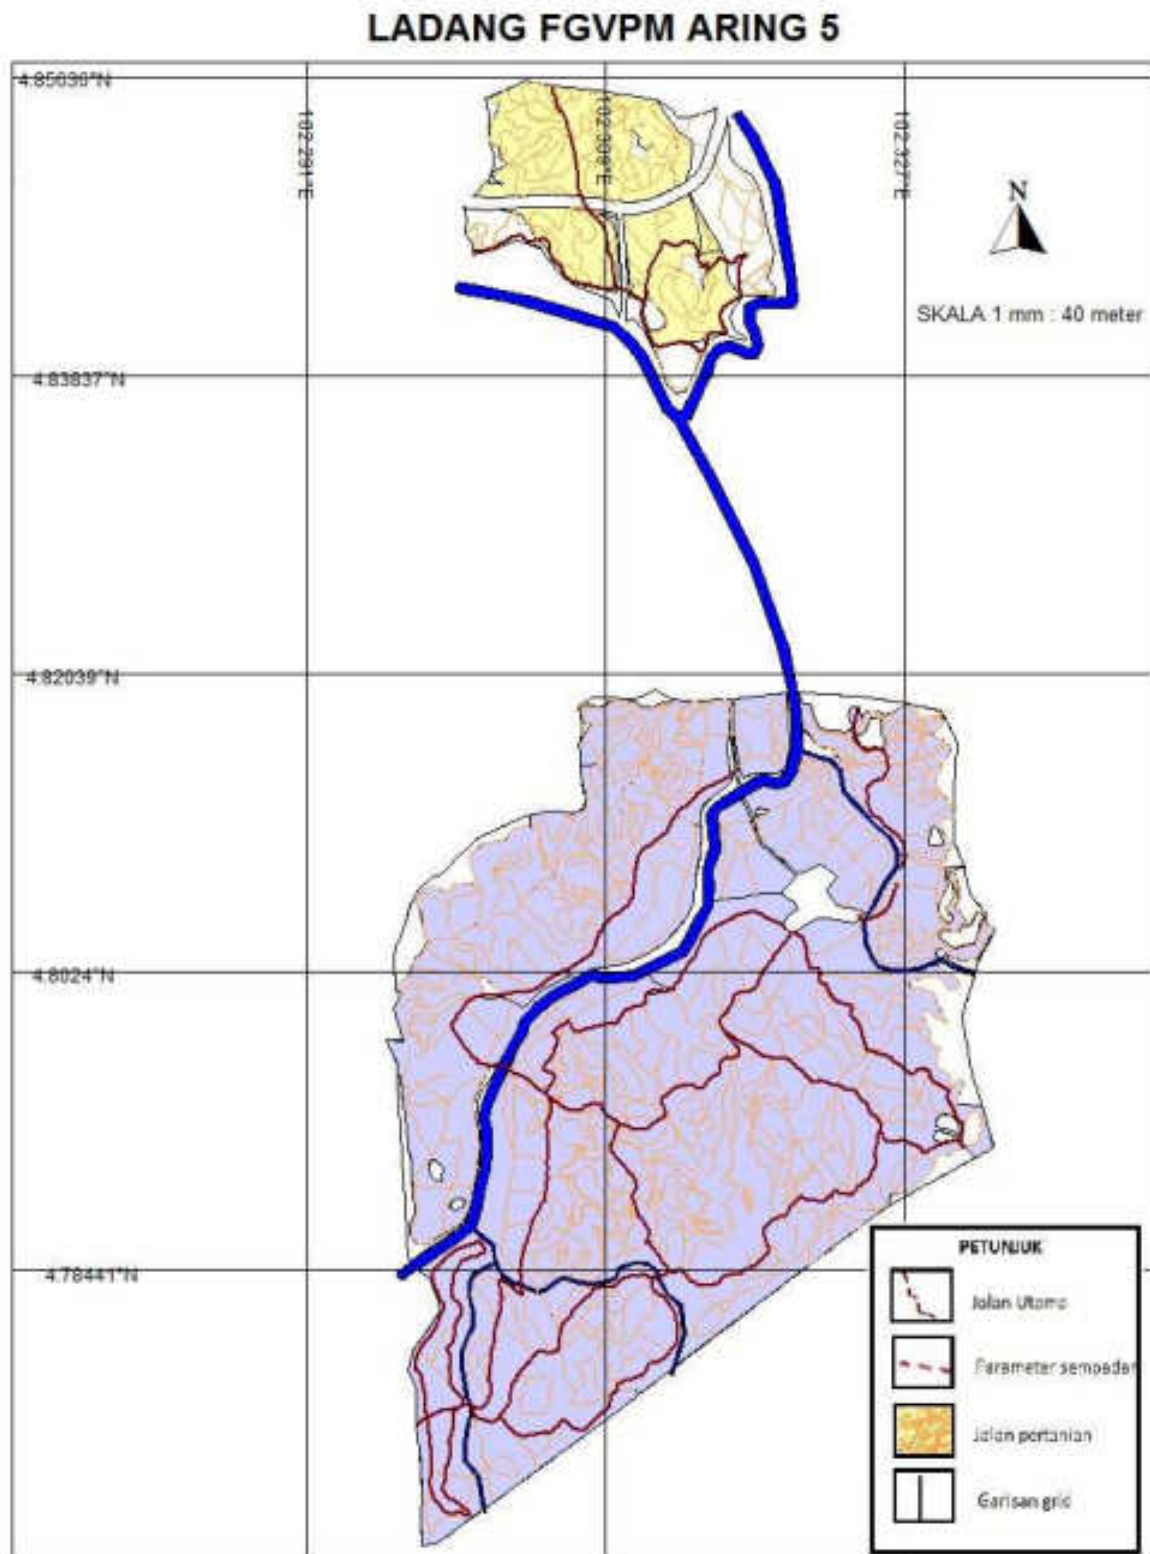 LADANG FGVPM ARING 5
4.85636°N
102.291°E
102.309°E
102.327°E
N
SKALA 1 mm : 40 meter
4.83837°N
4.82039°N
4.8024°N
4.78441°N
PETUNJUK
Jalan Utama
Parameter sempadan
Jalan pertanian
Garisan grid